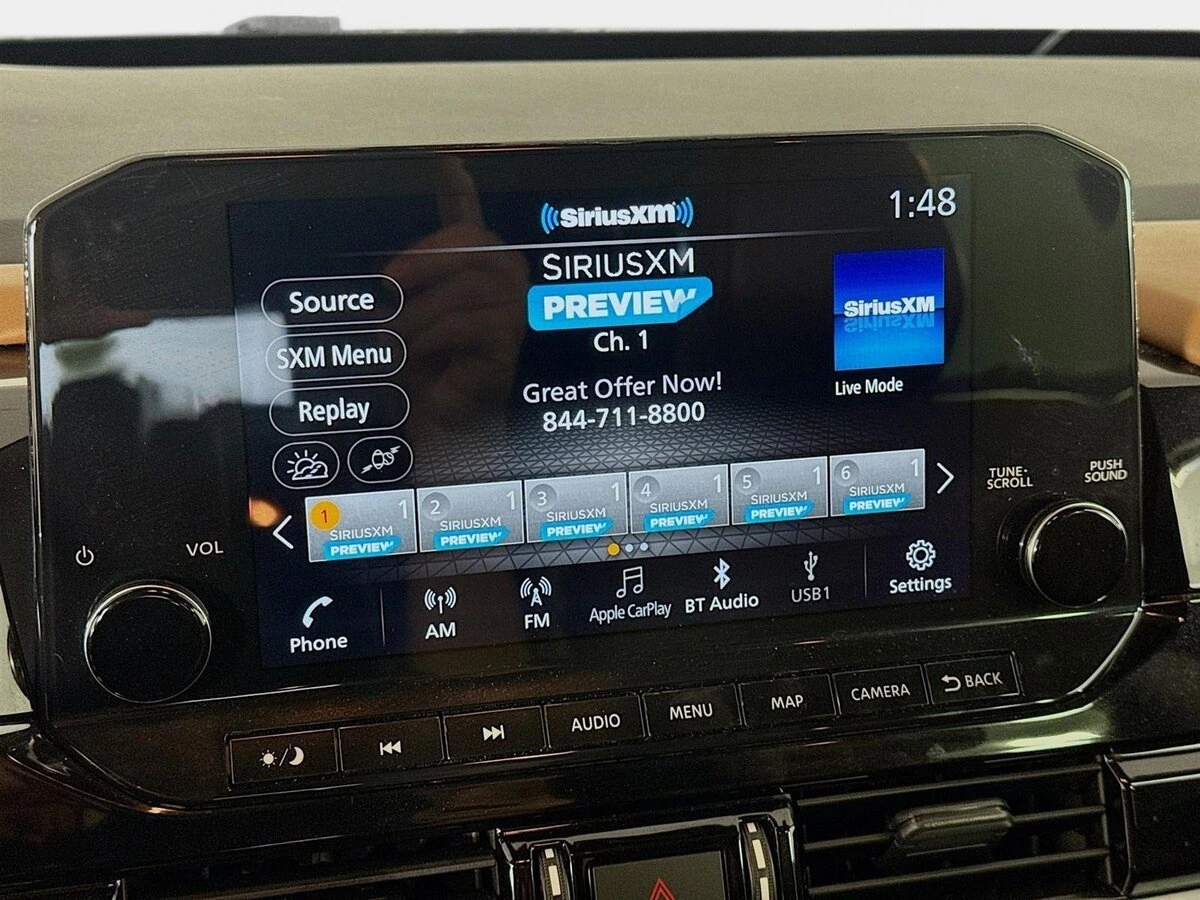 SiriusXM
1:48
SIRIUSXM
PREVIEW
Ch. 1
Great Offer Now!
844-711-8800
Source
SXM Menu
Replay
SiriusXM
Live Mode
1 1
SIRIUSXM
PREVIEW
2 1
SIRIUSXM
PREVIEW
3 1
SIRIUSXM
PREVIEW
4 1
SIRIUSXM
PREVIEW
5 1
SIRIUSXM
PREVIEW
6 1
SIRIUSXM
PREVIEW
Phone
AM
FM
Apple CarPlay
BT Audio
USB1
Settings
VOL
TUNE-
SCROLL
PUSH
SOUND
AUDIO
MENU
MAP
CAMERA
BACK